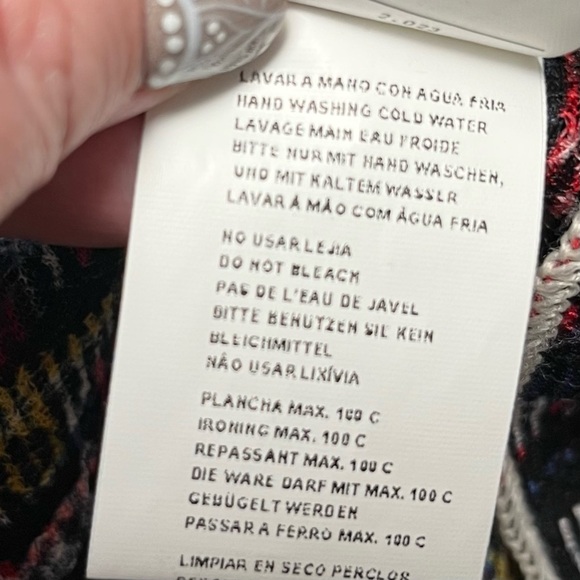 2.021
LAVAR A MANO CON AGUA FRIA
HAND WASHING COLD WATER
LAVAGE MAIN EAU FROIDE
BITTE NUR MIT HAND WASCHEN,
UND MIT KALTEM WASSER
LAVAR À MÃO COM ÁGUA FRIA
NO USAR LEJIA
DO NOT BLEACH
PAS DE L'EAU DE JAVEL
BITTE BENUTZEN SIE KEIN
BLEICHMITTEL
NÃO USAR LIXÍVIA
PLANCHA MAX. 100 C
IRONING MAX. 100 C
REPASSANT MAX. 100 C
DIE WARE DARF MIT MAX. 100 C
GEBÜGELT WERDEN
PASSAR A FERRO MAX. 100 C
LIMPIAR EN SECO PERCLOR